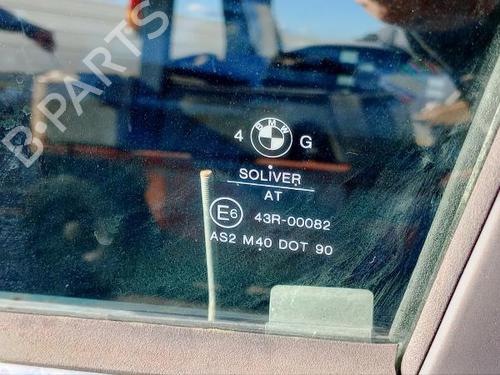 B-PARTS
4 BMW G
SOLIVER
AT
E6 43R-00082
AS2 M40 DOT 90